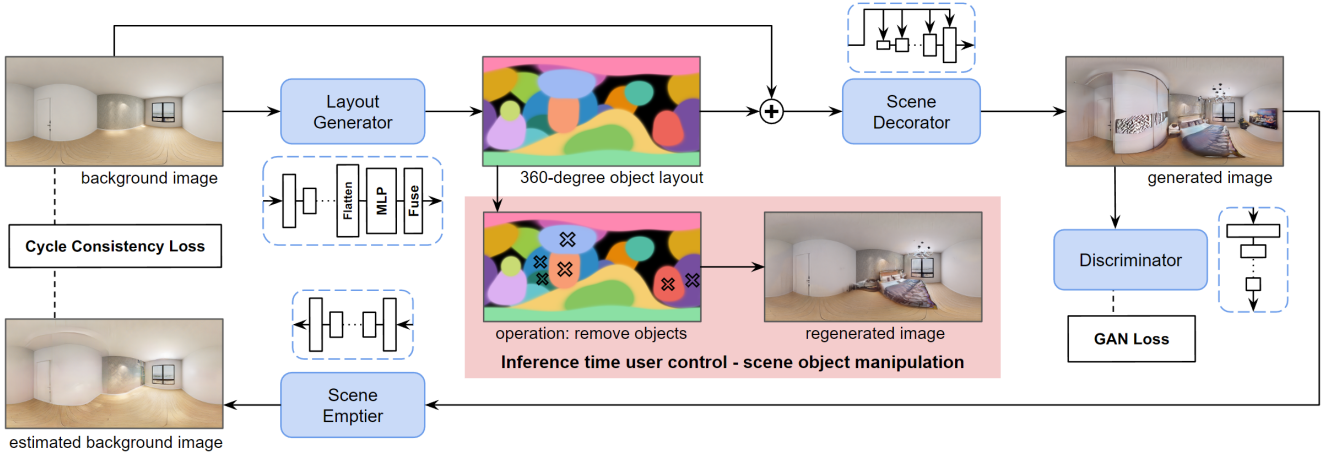 Layout
Generator
Scene
Decorator
background image
360-degree object layout
generated image
Flatten
MLP
Fuse
Cycle Consistency Loss
Discriminator
operation: remove objects
regenerated image
GAN Loss
Inference time user control - scene object manipulation
Scene
Emptier
estimated background image